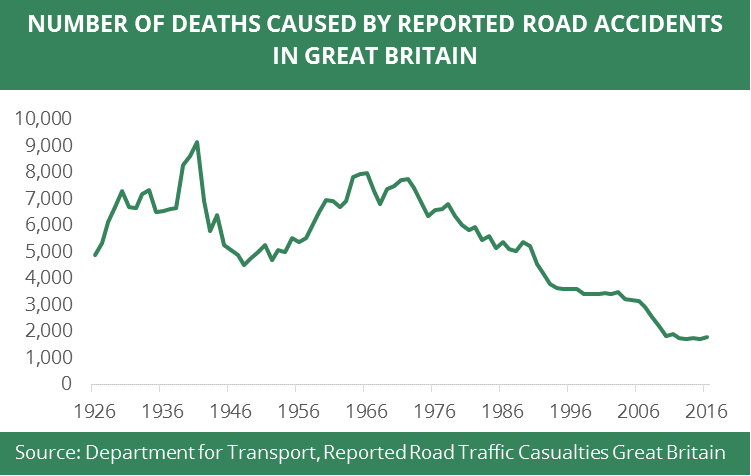 NUMBER OF DEATHS CAUSED BY REPORTED ROAD ACCIDENTS
IN GREAT BRITAIN
10,000
9,000
8,000
7,000
6,000
5,000
4,000
3,000
2,000
1,000
0
1926 1936 1946 1956 1966 1976 1986 1996 2006 2016
Source: Department for Transport, Reported Road Traffic Casualties Great Britain